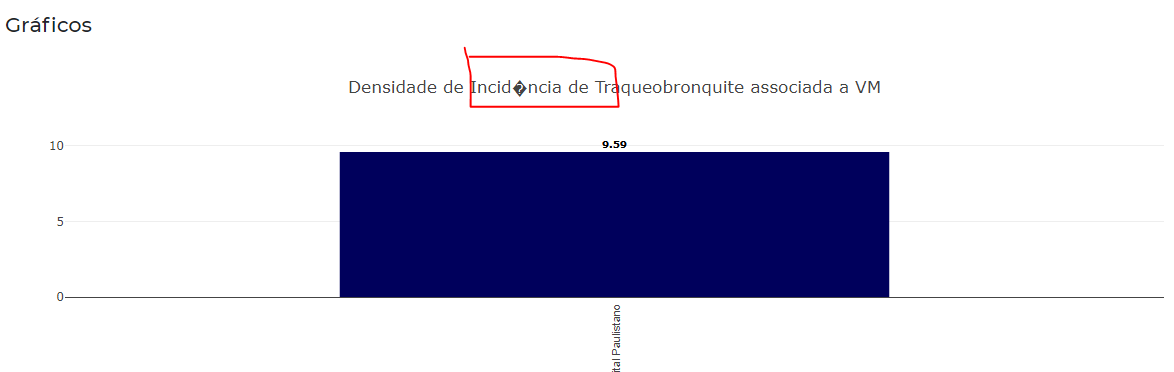 Gráficos
Densidade de Incid�ncia de Traqueobronquite associada a VM
10
9.59
5
0
ital Paulistano